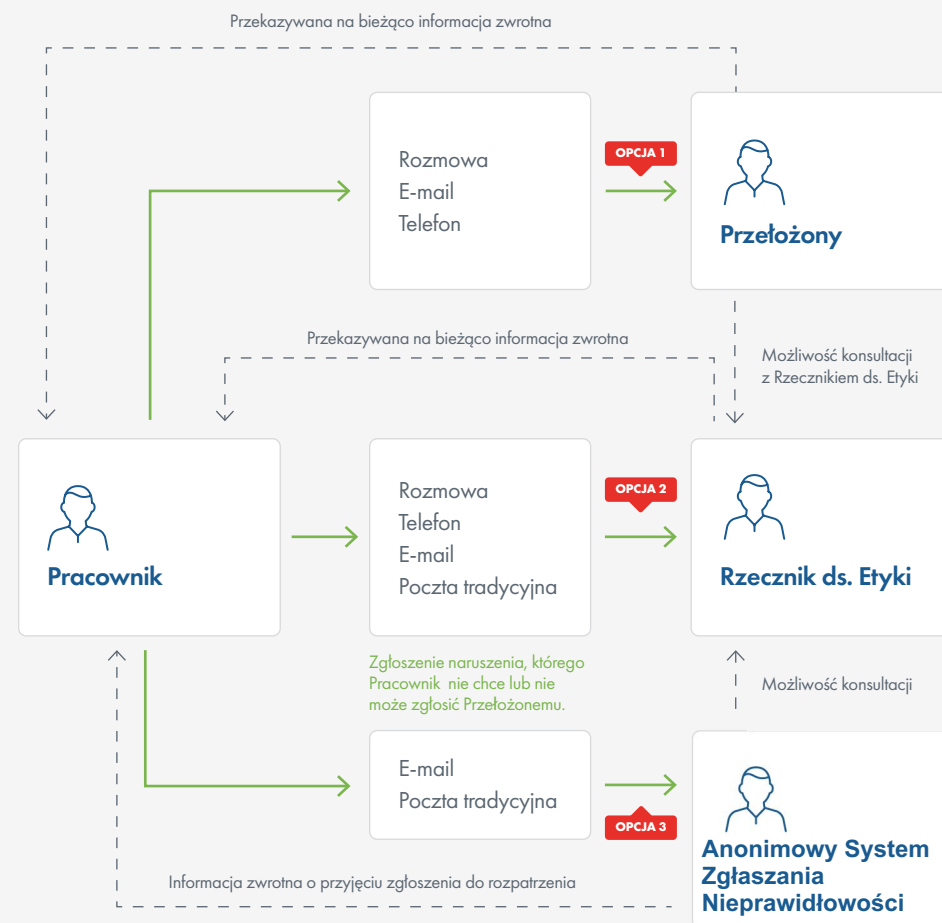 Przekazywana na bieżąco informacja zwrotna
Rozmowa
E-mail
Telefon
OPCJA 1
Przełożony
Przekazywana na bieżąco informacja zwrotna
Możliwość konsultacji
z Rzecznikiem ds. Etyki
Pracownik
Rozmowa
Telefon
E-mail
Poczta tradycyjna
OPCJA 2
Rzecznik ds. Etyki
Zgłoszenie naruszenia, którego
Pracownik nie chce lub nie
może zgłosić Przełożonemu.
Możliwość konsultacji
E-mail
Poczta tradycyjna
OPCJA 3
Anonimowy System
Zgłaszania
Nieprawidłowości
Informacja zwrotna o przyjęciu zgłoszenia do rozpatrzenia